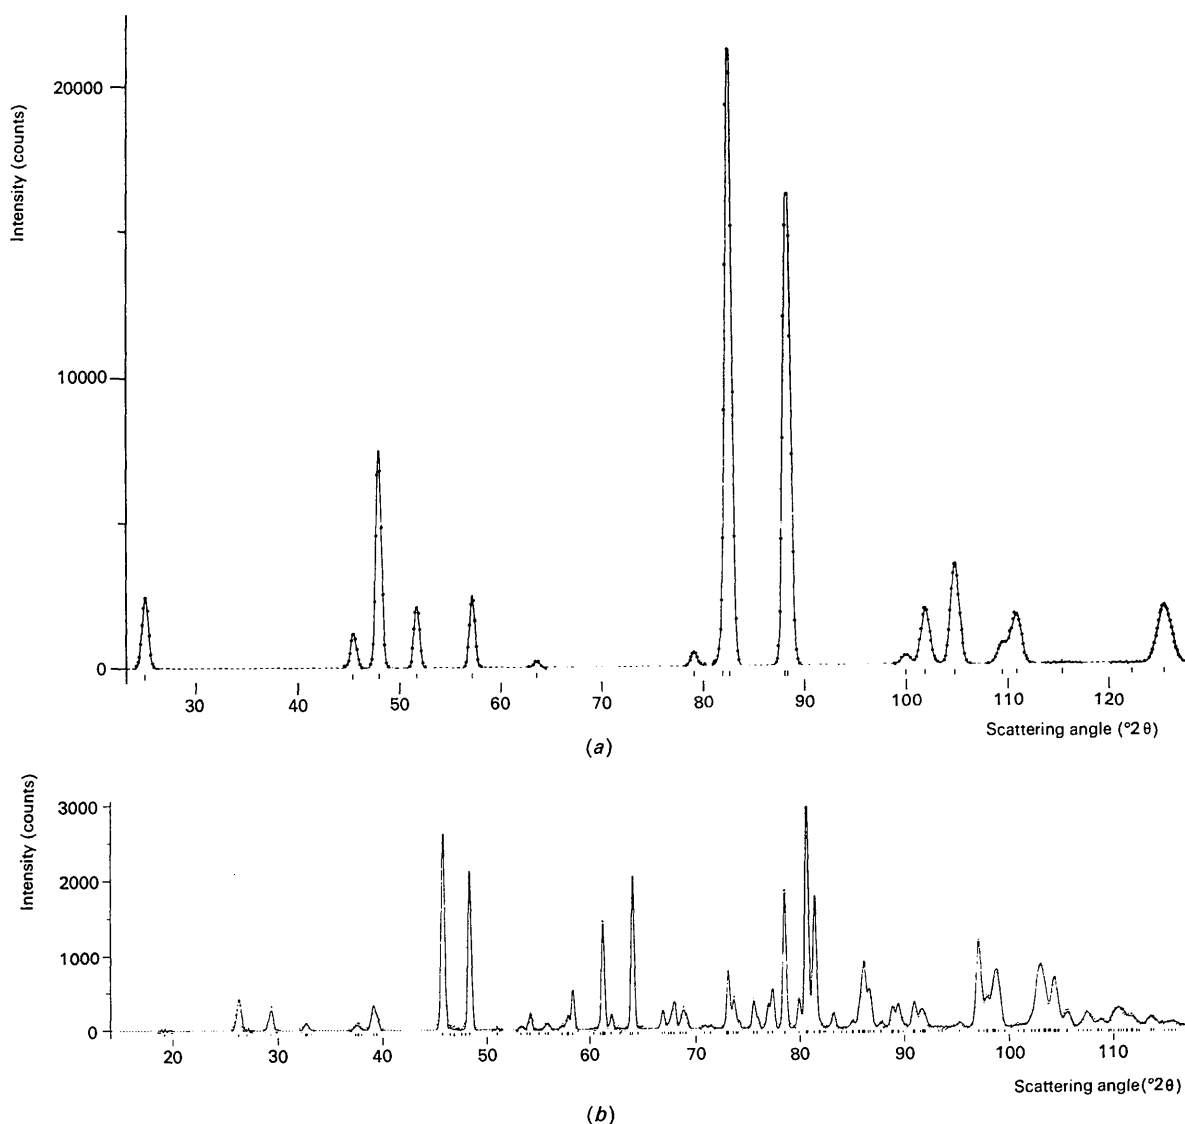 Intensity (counts)
20000
10000
0
30 40 50 60 70 80 90 100 110 120
Scattering angle (°2θ)
(a)
Intensity (counts)
3000
2000
1000
0
20 30 40 50 60 70 80 90 100 110
Scattering angle(°2θ)
(b)